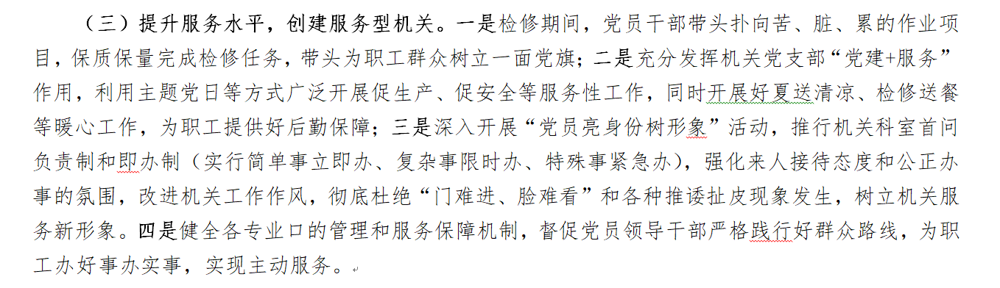 （三）提升服务水平，创建服务型机关。一是检修期间，党员干部带头扑向苦、脏、累的作业项
目，保质保量完成检修任务，带头为职工群众树立一面党旗；二是充分发挥机关党支部“党建+服务”
作用，利用主题党日等方式广泛开展促生产、促安全等服务性工作，同时开展好夏送清凉、检修送餐
等暖心工作，为职工提供好后勤保障；三是深入开展“党员亮身份树形象”活动，推行机关科室首问
负责制和即办制（实行简单事立即办、复杂事限时办、特殊事紧急办），强化来人接待态度和公正办
事的氛围，改进机关工作作风，彻底杜绝“门难进、脸难看”和各种推诿扯皮现象发生，树立机关服
务新形象。四是健全各专业口的管理和服务保障机制，督促党员领导干部严格践行好群众路线，为职
工办好事办实事，实现主动服务。